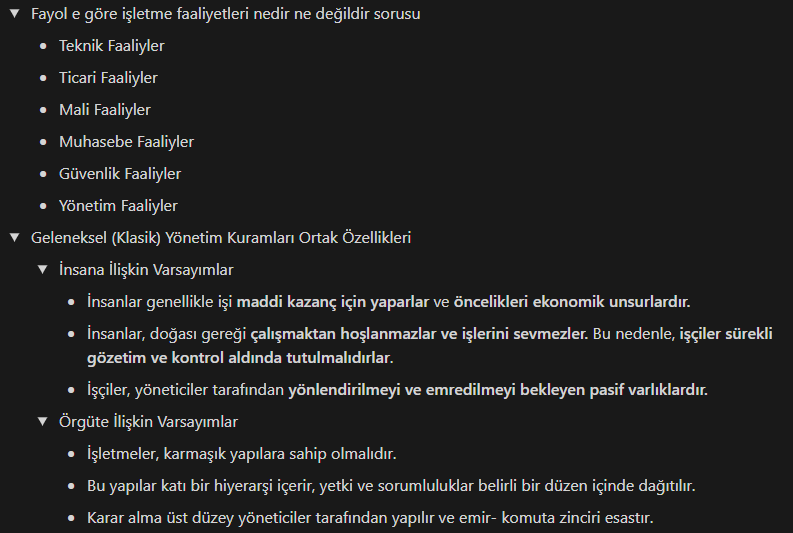 Fayol e göre işletme faaliyetleri nedir ne değildir sorusu
Teknik Faaliyler
Ticari Faaliyler
Mali Faaliyler
Muhasebe Faaliyler
Güvenlik Faaliyler
Yönetim Faaliyler
Geleneksel (Klasik) Yönetim Kuramları Ortak Özellikleri
İnsana İlişkin Varsayımlar
İnsanlar genellikle işi maddi kazanç için yaparlar ve öncelikleri ekonomik unsurlardır.
İnsanlar, doğası gereği çalışmaktan hoşlanmazlar ve işlerini sevmezler. Bu nedenle, işçiler sürekli
gözetim ve kontrol aldında tutulmalıdırlar.
İşçiler, yöneticiler tarafından yönlendirilmeyi ve emredilmeyi bekleyen pasif varlıklardır.
Örgüte İlişkin Varsayımlar
İşletmeler, karmaşık yapılara sahip olmalıdır.
Bu yapılar katı bir hiyerarşi içerir, yetki ve sorumluluklar belirli bir düzen içinde dağıtılır.
Karar alma üst düzey yöneticiler tarafından yapılır ve emir- komuta zinciri esastır.